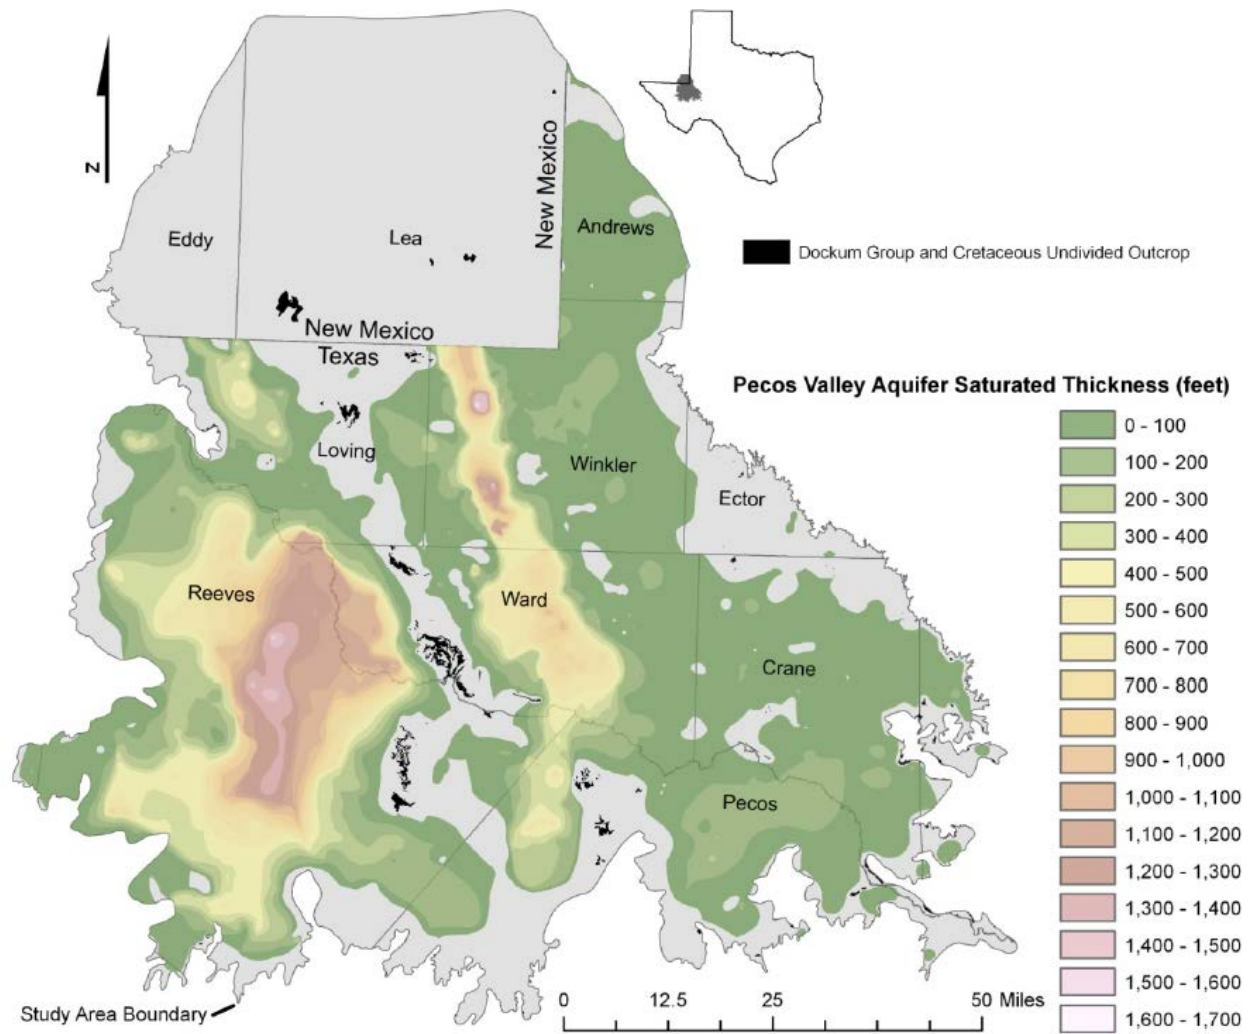 Z
New Mexico
Andrews
Eddy
Lea
Dockum Group and Cretaceous Undivided Outcrop
New Mexico
Texas
Pecos Valley Aquifer Saturated Thickness (feet)
0 - 100
100 - 200
200 - 300
300 - 400
400 - 500
500 - 600
600 - 700
700 - 800
800 - 900
900 - 1,000
1,000 - 1,100
1,100 - 1,200
1,200 - 1,300
1,300 - 1,400
1,400 - 1,500
1,500 - 1,600
1,600 - 1,700
Loving
Winkler
Ector
Reeves
Ward
Crane
Pecos
Study Area Boundary
0 12.5 25 50 Miles